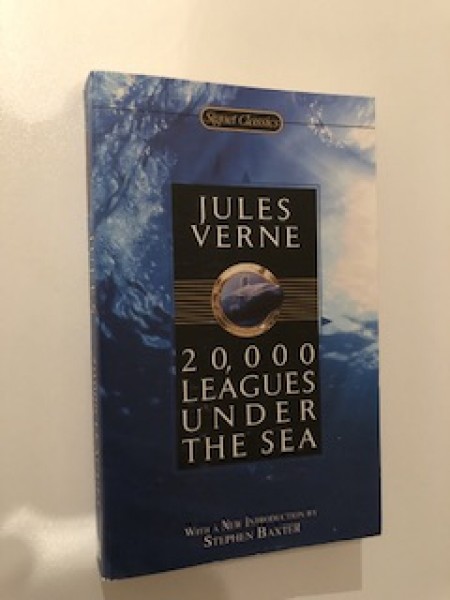 Signet Classics
JULES
VERNE
20,000
LEAGUES
UNDER
THE SEA
WITH A NEW INTRODUCTION BY
STEPHEN BAXTER